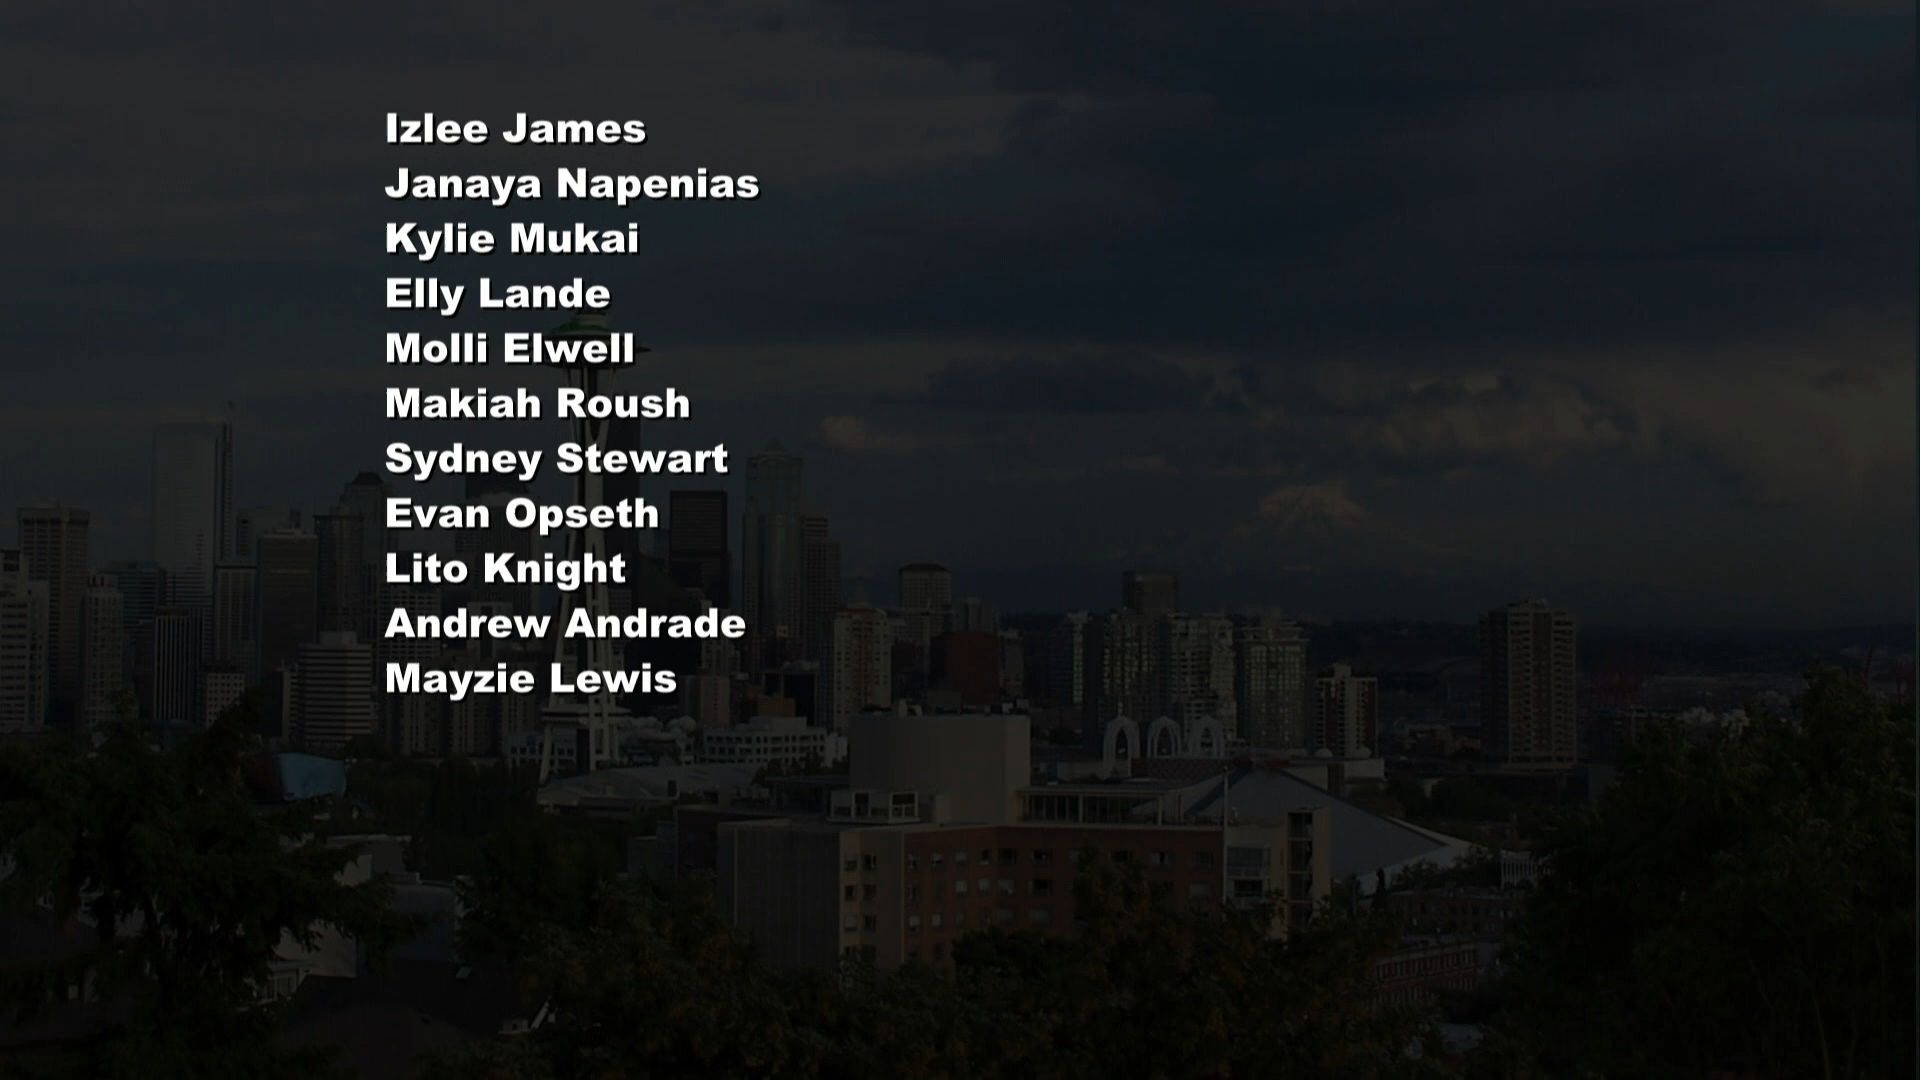 Izlee James
Janaya Napenias
Kylie Mukai
Elly Lande
Molli Elwell
Makiah Roush
Sydney Stewart
Evan Opseth
Lito Knight
Andrew Andrade
Mayzie Lewis